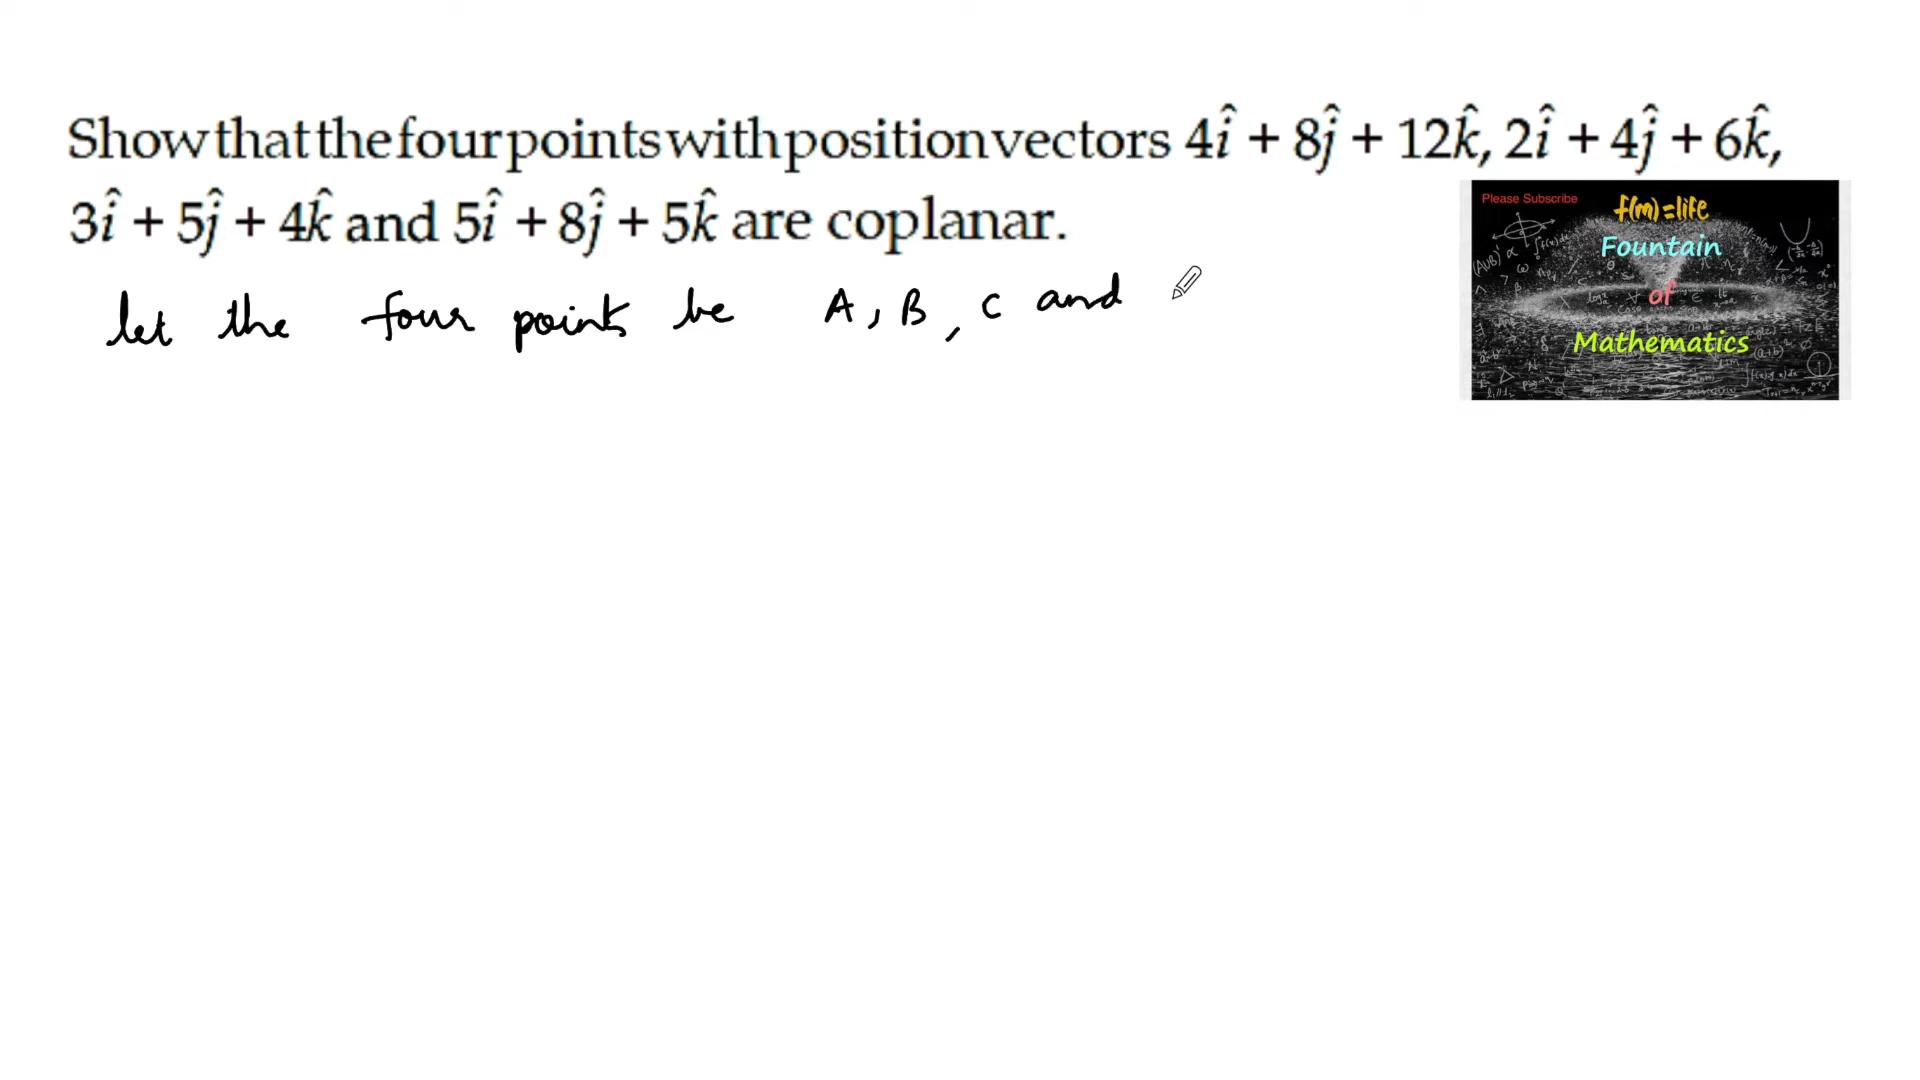 Show that the four points with position vectors 4î + 8ĵ + 12k̂, 2î + 4ĵ + 6k̂,
3î + 5ĵ + 4k̂ and 5î + 8ĵ + 5k̂ are coplanar.
let the four points be A, B, C and
Please Subscribe
f(m)=life
Fountain
of
Mathematics